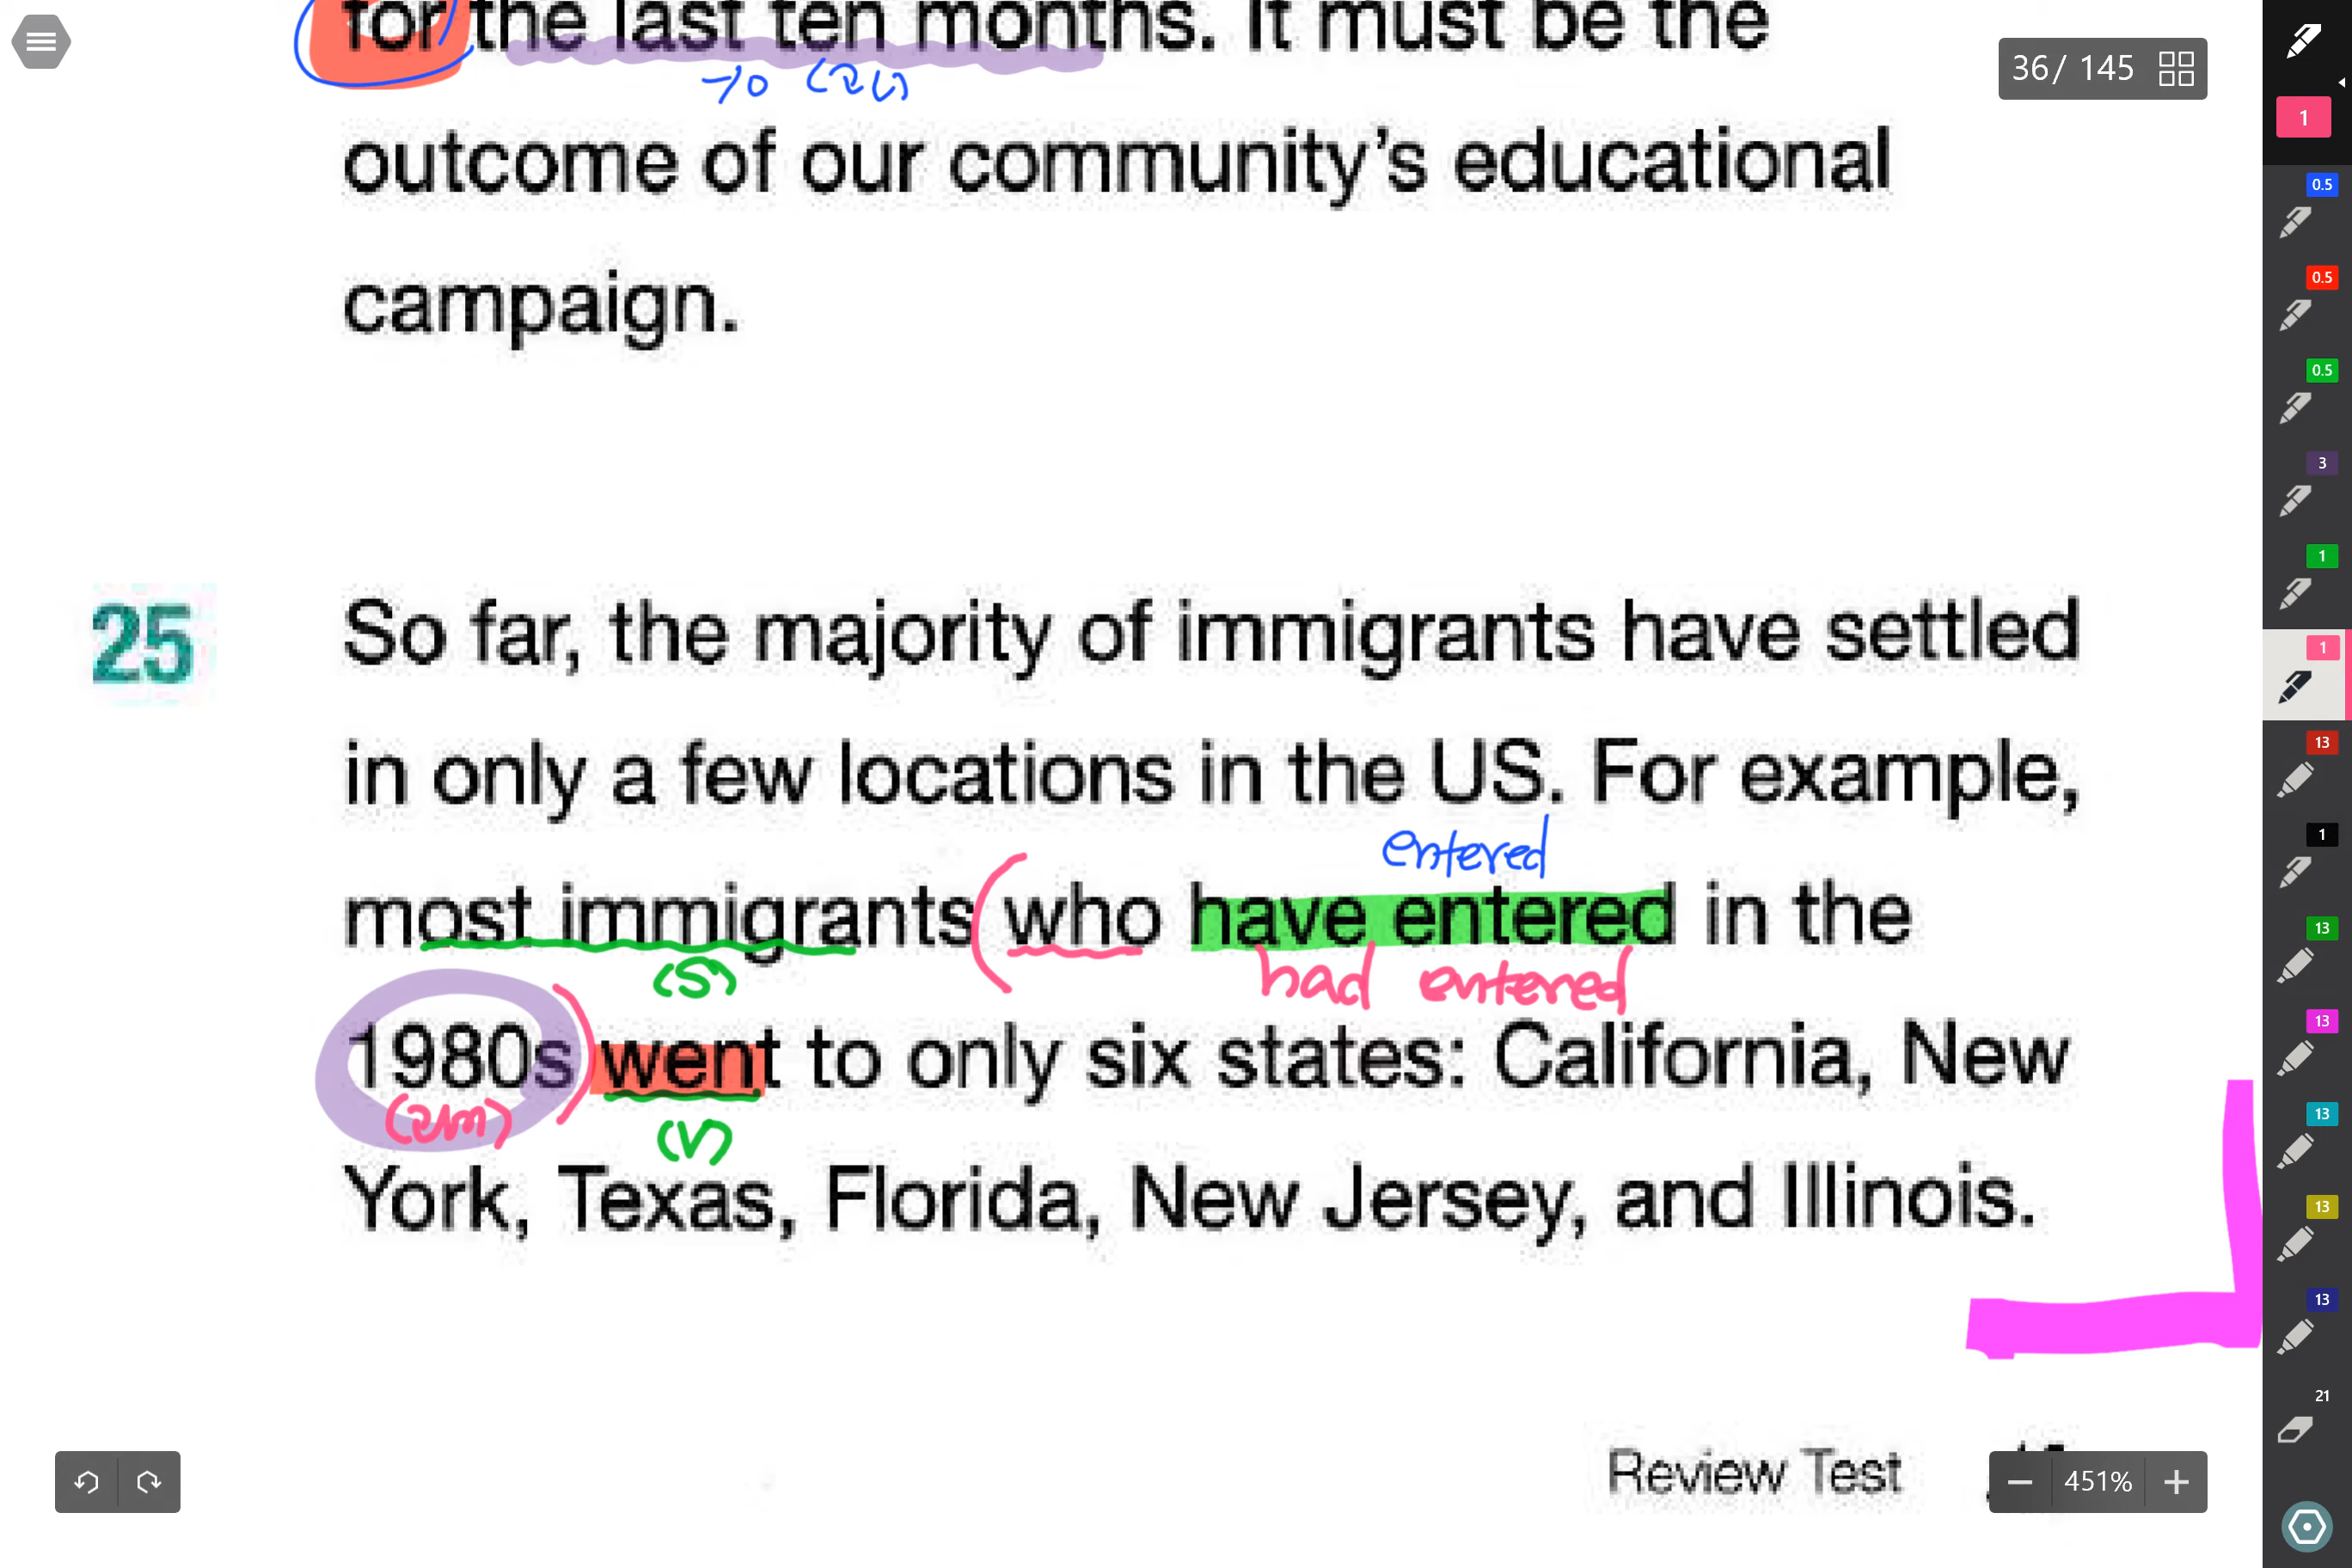 for the last ten months. It must be the
36 / 145
outcome of our community's educational
campaign.
25
So far, the majority of immigrants have settled
in only a few locations in the US. For example,
entered
most immigrants (who have entered in the
(S)
had entered
1980s) went to only six states: California, New
(V)
York, Texas, Florida, New Jersey, and Illinois.
Review Test
451%
1
0.5
0.5
0.5
3
1
1
13
1
13
13
13
13
13
21